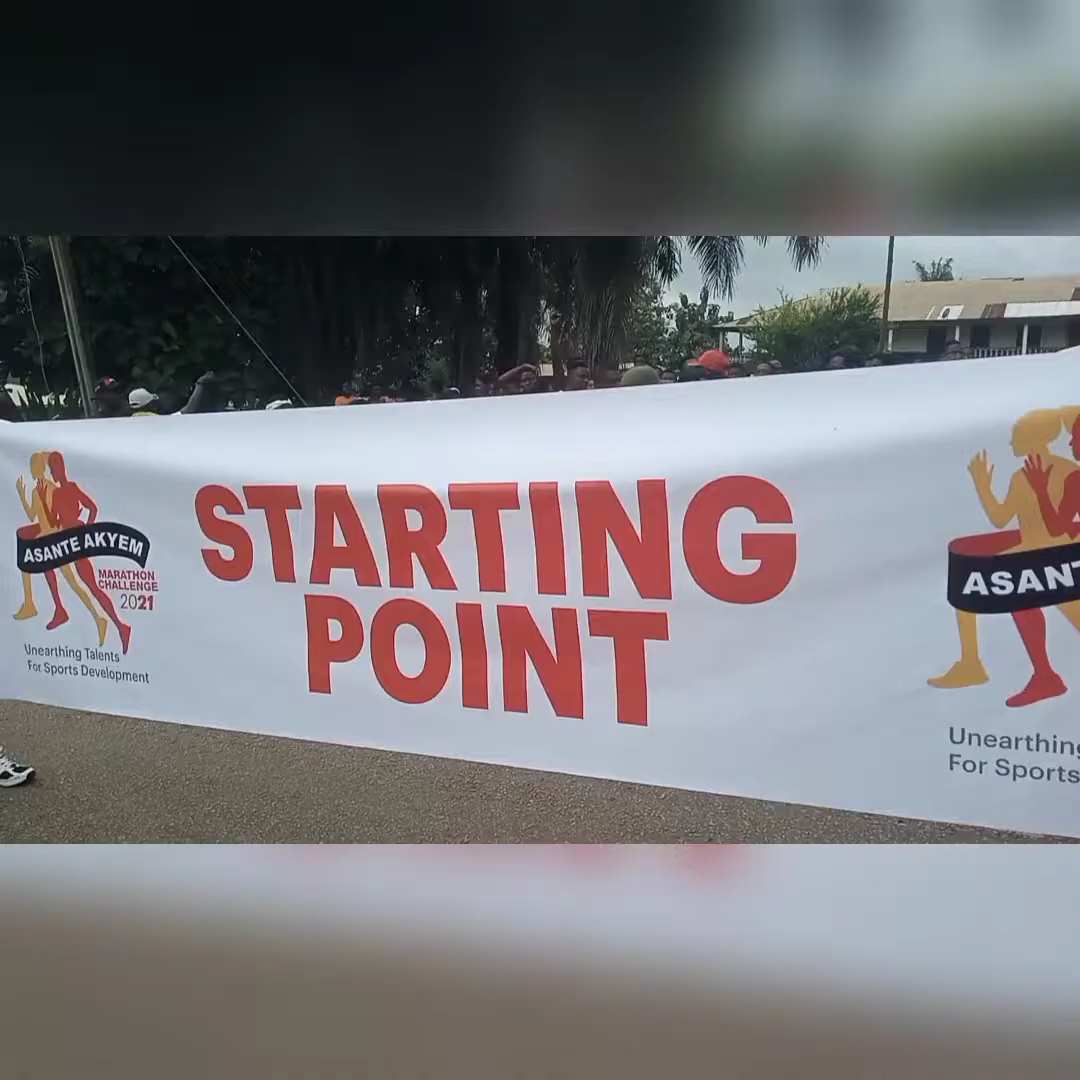 ASANTE AKYEM
MARATHON
CHALLENGE
2021
Unearthing Talents
For Sports Development
STARTING
POINT
ASANT
Unearthing
For Sports